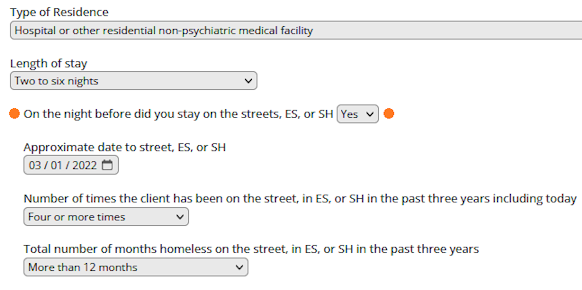 Type of Residence
Hospital or other residential non-psychiatric medical facility
Length of stay
Two to six nights
On the night before did you stay on the streets, ES, or SH Yes
Approximate date to street, ES, or SH
03 / 01 / 2022
Number of times the client has been on the street, in ES, or SH in the past three years including today
Four or more times
Total number of months homeless on the street, in ES, or SH in the past three years
More than 12 months